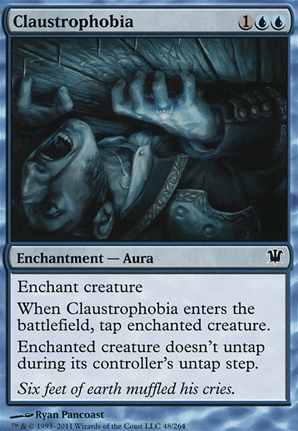 Claustrophobia 1
Enchantment — Aura
Enchant creature
When Claustrophobia enters the
battlefield, tap enchanted creature.
Enchanted creature doesn't untap
during its controller's untap step.
Six feet of earth muffled his cries.
Ryan Pancoast
™ & © 1993–2011 Wizards of the Coast LLC 48/264